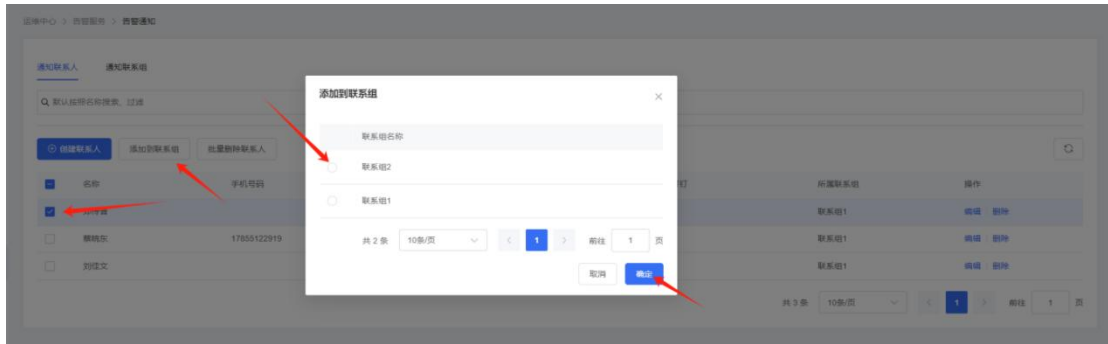 运维中心 > 告警服务 > 告警通知
通知联系人 通知联系组
默认按照名称搜索、过滤
创建联系人 添加到联系组 批量删除联系人
名称 手机号码 所属联系组 操作
联系组1 编辑 删除
17855122919 联系组1 编辑 删除
刘佳文 联系组1 编辑 删除
共 3 条 10条/页 1 前往 1 页
添加到联系组
联系组名称
联系组2
联系组1
共 2 条 10条/页 1 前往 1 页
取消 确定